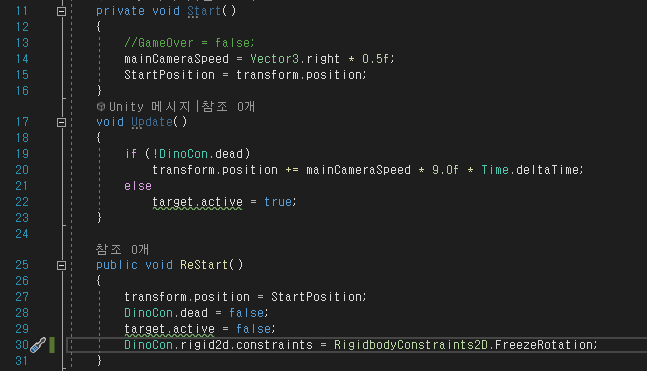 11 private void Start()
12 {
13 //GameOver = false;
14 mainCameraSpeed = Vector3.right * 0.5f;
15 StartPosition = transform.position;
16 }
Unity 메시지|참조 0개
17 void Update()
18 {
19 if (!DinoCon.dead)
20 transform.position += mainCameraSpeed * 9.0f * Time.deltaTime;
21 else
22 target.active = true;
23 }
24
참조 0개
25 public void ReStart()
26 {
27 transform.position = StartPosition;
28 DinoCon.dead = false;
29 target.active = false;
30 DinoCon.rigid2d.constraints = RigidbodyConstraints2D.FreezeRotation;
31 }